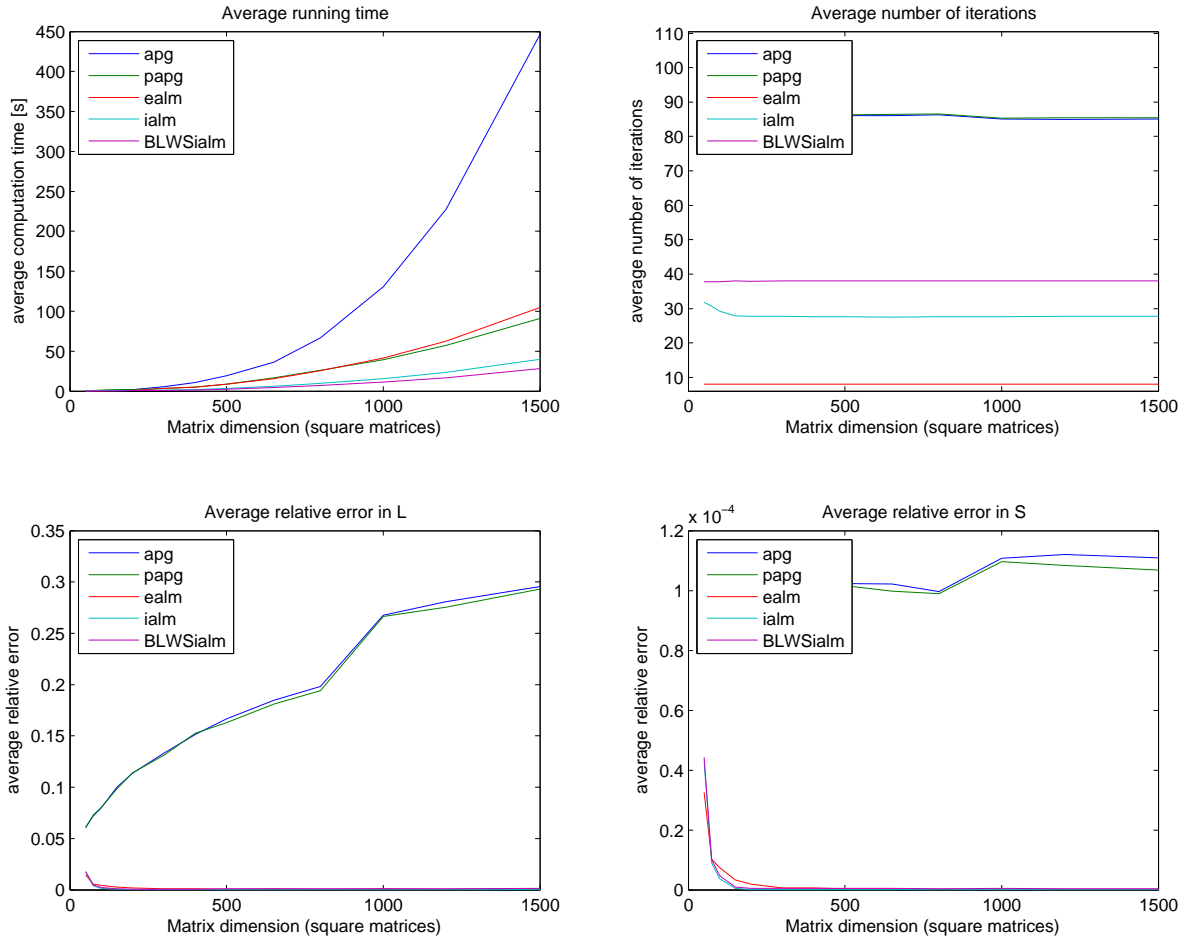 Average running time
450
400
350
300
250
200
150
100
50
0
average computation time [s]
apg
papg
ealm
ialm
BLWSialm
0
500
1000
1500
Matrix dimension (square matrices)
Average number of iterations
110
100
90
80
70
60
50
40
30
20
10
average number of iterations
apg
papg
ealm
ialm
BLWSialm
0
500
1000
1500
Matrix dimension (square matrices)
Average relative error in L
0.35
0.3
0.25
0.2
0.15
0.1
0.05
0
average relative error
apg
papg
ealm
ialm
BLWSialm
0
500
1000
1500
Matrix dimension (square matrices)
x 10⁻⁴
Average relative error in S
1.2
1
0.8
0.6
0.4
0.2
0
average relative error
apg
papg
ealm
ialm
BLWSialm
0
500
1000
1500
Matrix dimension (square matrices)